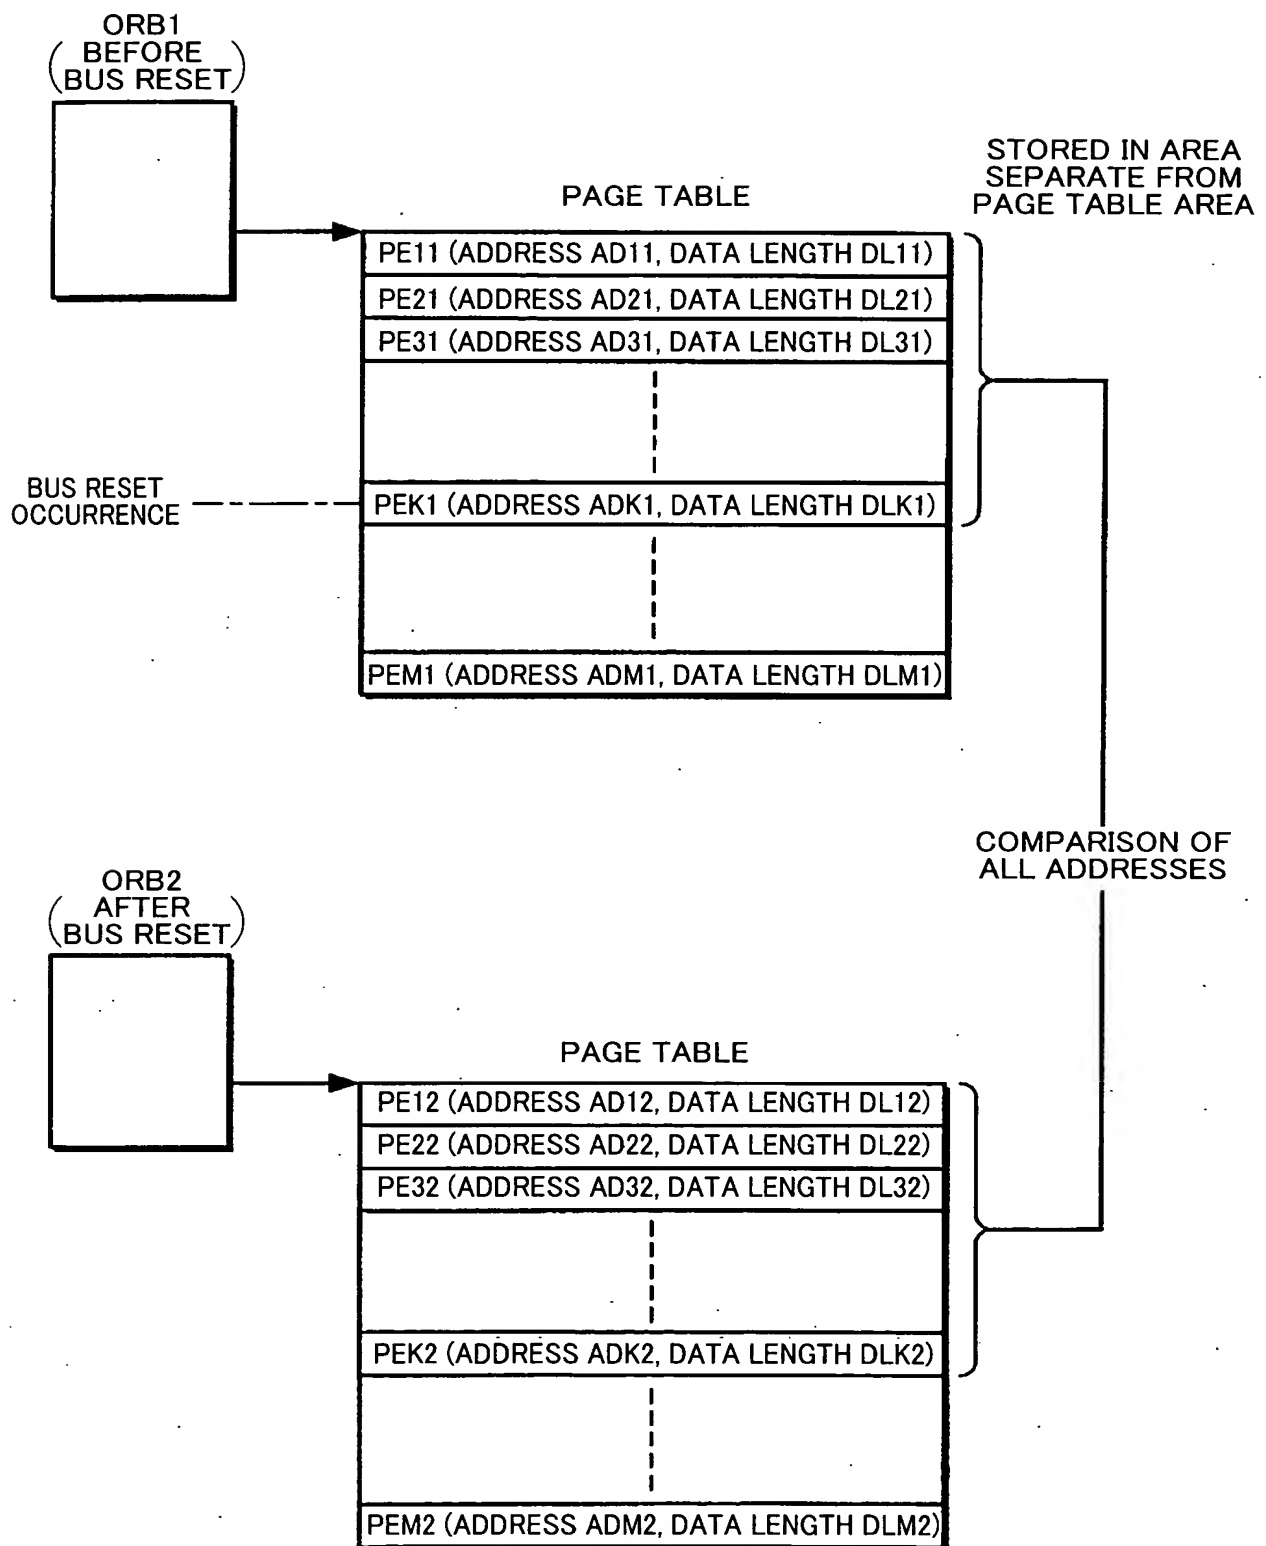 ORB1
(BEFORE
BUS RESET)
STORED IN AREA
SEPARATE FROM
PAGE TABLE AREA
PAGE TABLE
PE11 (ADDRESS AD11, DATA LENGTH DL11)
PE21 (ADDRESS AD21, DATA LENGTH DL21)
PE31 (ADDRESS AD31, DATA LENGTH DL31)
BUS RESET
OCCURRENCE
PEK1 (ADDRESS ADK1, DATA LENGTH DLK1)
PEM1 (ADDRESS ADM1, DATA LENGTH DLM1)
COMPARISON OF
ALL ADDRESSES
ORB2
(AFTER
BUS RESET)
PAGE TABLE
PE12 (ADDRESS AD12, DATA LENGTH DL12)
PE22 (ADDRESS AD22, DATA LENGTH DL22)
PE32 (ADDRESS AD32, DATA LENGTH DL32)
PEK2 (ADDRESS ADK2, DATA LENGTH DLK2)
PEM2 (ADDRESS ADM2, DATA LENGTH DLM2)